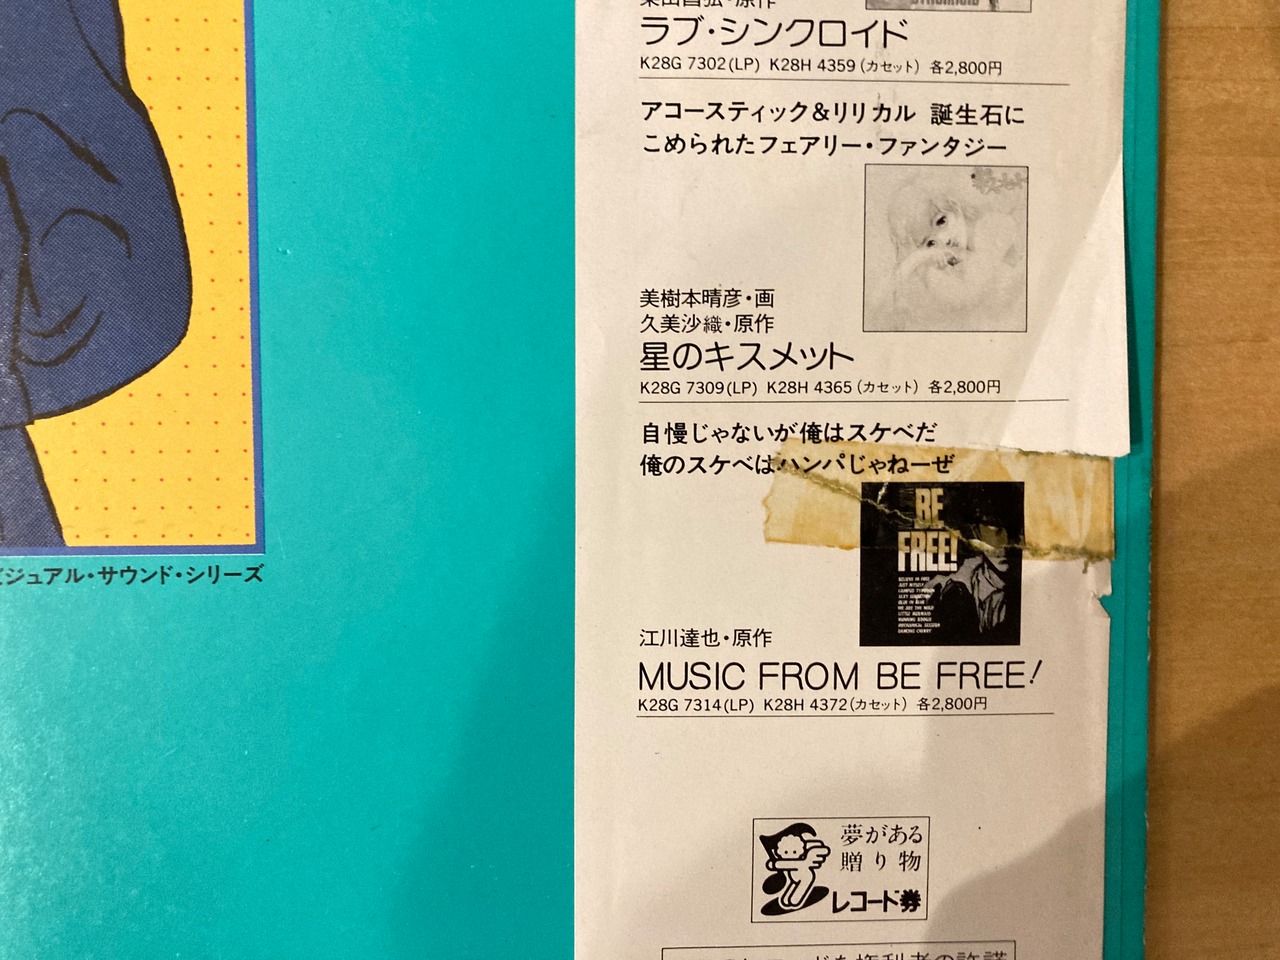 柴田昌弘・原作
ラブ・シンクロイド
K28G 7302(LP) K28H 4359(カセット) 各2,800円
アコースティック&リリカル 誕生石に
こめられたフェアリー・ファンタジー
美樹本晴彦・画
久美沙織・原作
星のキスメット
K28G 7309(LP) K28H 4365(カセット) 各2,800円
自慢じゃないが俺はスケベだ
俺のスケベはハンパじゃねーぜ
BE
FREE!
江川達也・原作
MUSIC FROM BE FREE!
K28G 7314(LP) K28H 4372(カセット) 各2,800円
ビジュアル・サウンド・シリーズ
夢がある
贈り物
レコード券